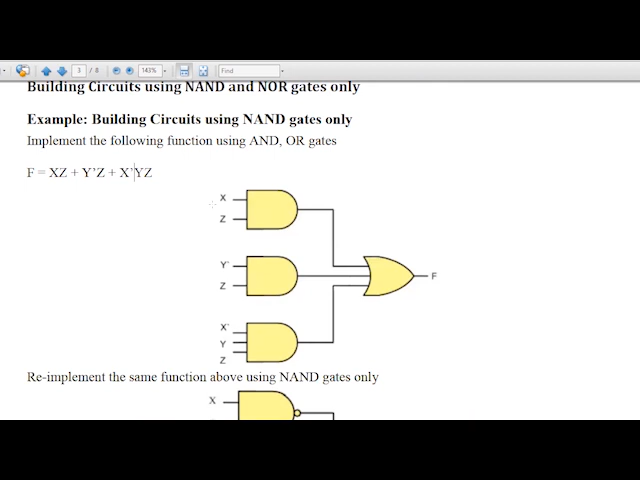 3 / 8 143% Find
Building Circuits using NAND and NOR gates only
Example: Building Circuits using NAND gates only
Implement the following function using AND, OR gates
F = XZ + Y'Z + X'YZ
X
Z
Y'
Z
F
X'
Y
Z
Re-implement the same function above using NAND gates only
X